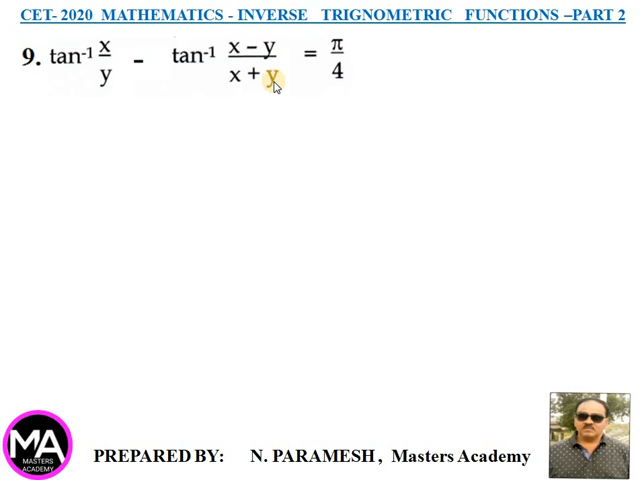 CET- 2020 MATHEMATICS - INVERSE TRIGNOMETRIC FUNCTIONS –PART 2
9. tan⁻¹ x/y - tan⁻¹ (x – y)/(x + y) = π/4
MA
MASTERS
ACADEMY
PREPARED BY: N. PARAMESH , Masters Academy